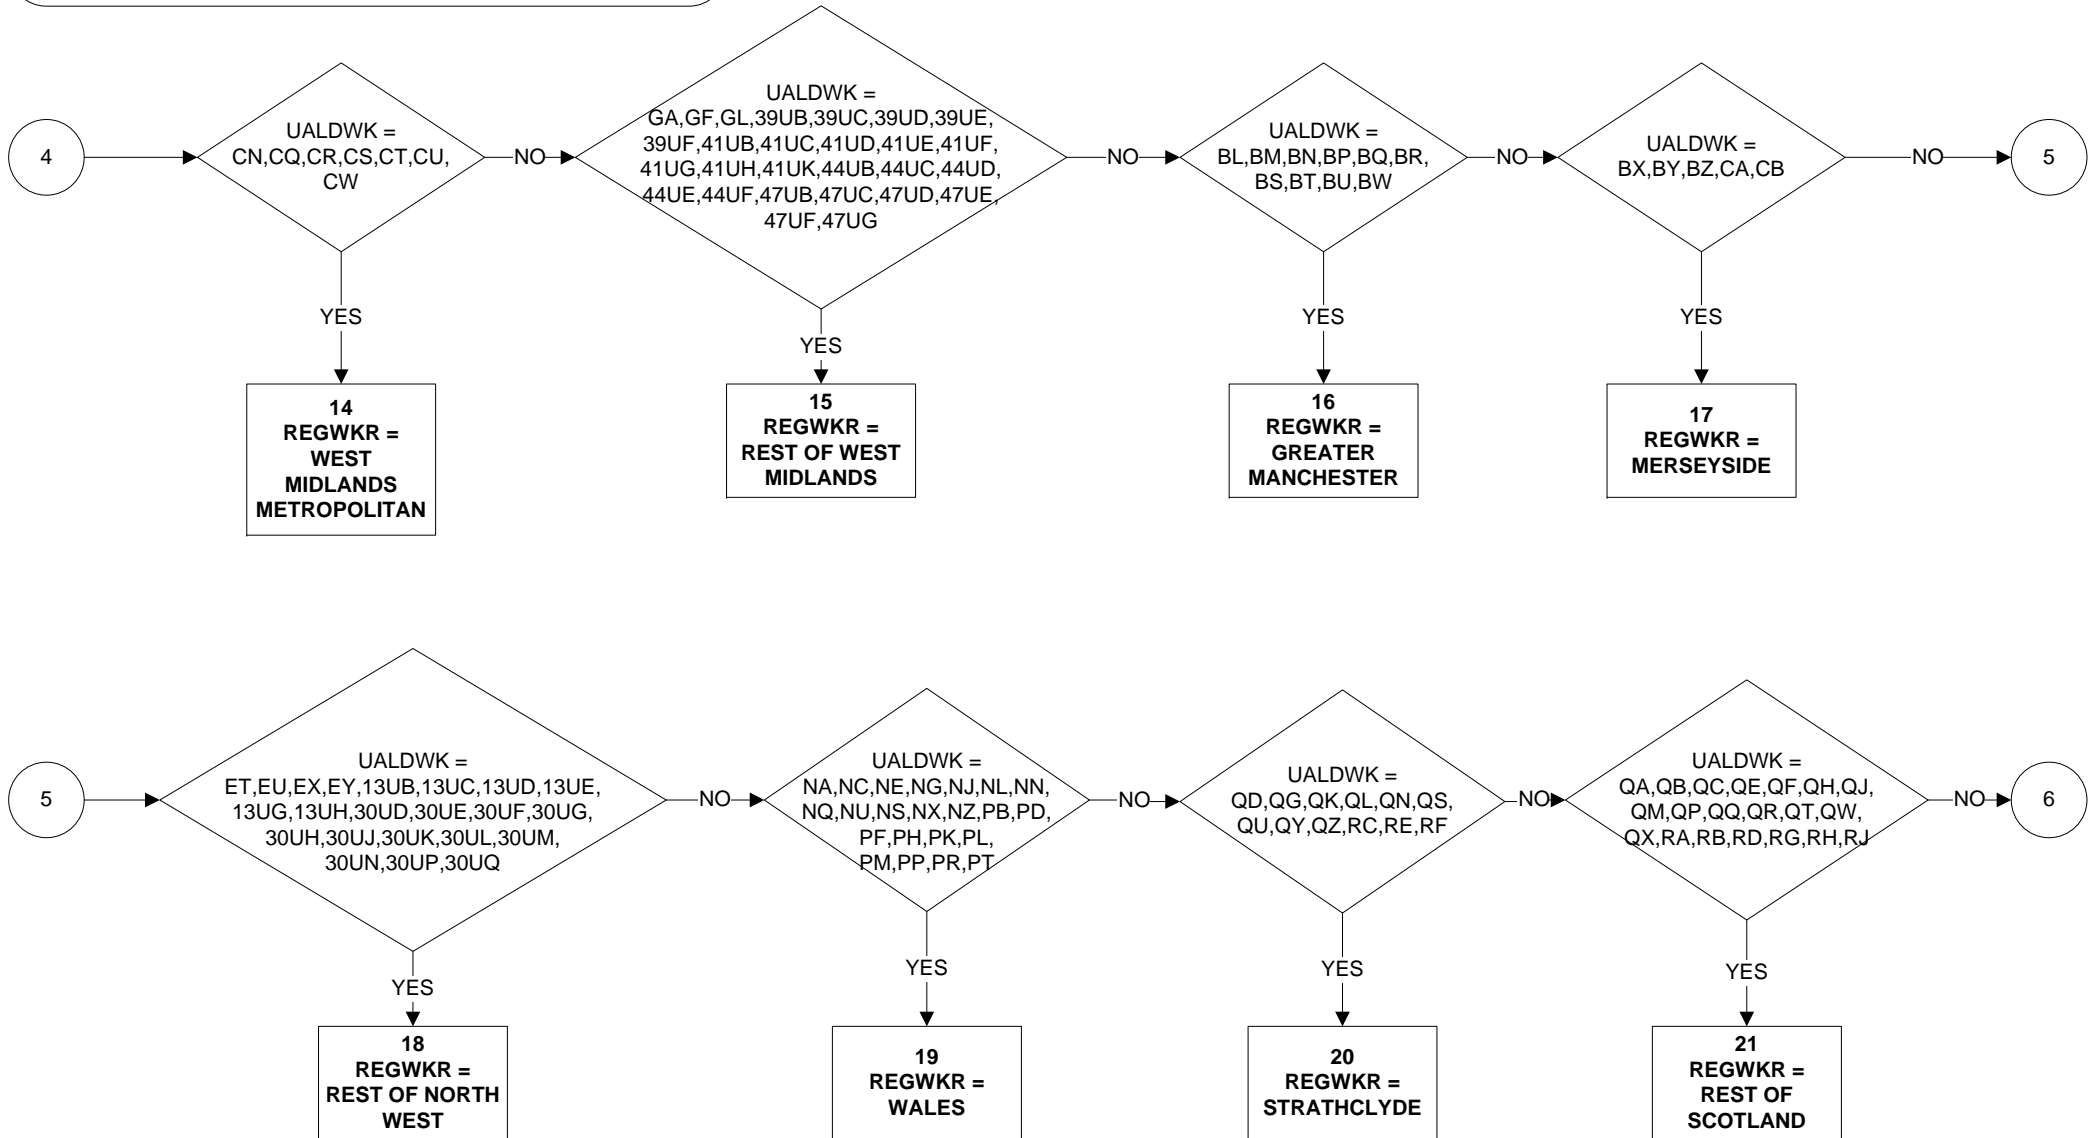 4
UALDWK =
CN,CQ,CR,CS,CT,CU,
CW
NO
UALDWK =
GA,GF,GL,39UB,39UC,39UD,39UE,
39UF,41UB,41UC,41UD,41UE,41UF,
41UG,41UH,41UK,44UB,44UC,44UD,
44UE,44UF,47UB,47UC,47UD,47UE,
47UF,47UG
NO
UALDWK =
BL,BM,BN,BP,BQ,BR,
BS,BT,BU,BW
NO
UALDWK =
BX,BY,BZ,CA,CB
NO
5
YES
YES
YES
YES
14
REGWKR =
WEST
MIDLANDS
METROPOLITAN
15
REGWKR =
REST OF WEST
MIDLANDS
16
REGWKR =
GREATER
MANCHESTER
17
REGWKR =
MERSEYSIDE
5
UALDWK =
ET,EU,EX,EY,13UB,13UC,13UD,13UE,
13UG,13UH,30UD,30UE,30UF,30UG,
30UH,30UJ,30UK,30UL,30UM,
30UN,30UP,30UQ
NO
UALDWK =
NA,NC,NE,NG,NJ,NL,NN,
NQ,NU,NS,NX,NZ,PB,PD,
PF,PH,PK,PL,
PM,PP,PR,PT
NO
UALDWK =
QD,QG,QK,QL,QN,QS,
QU,QY,QZ,RC,RE,RF
NO
UALDWK =
QA,QB,QC,QE,QF,QH,QJ,
QM,QP,QQ,QR,QT,QW,
QX,RA,RB,RD,RG,RH,RJ
NO
6
YES
YES
YES
YES
18
REGWKR =
REST OF NORTH
WEST
19
REGWKR =
WALES
20
REGWKR =
STRATHCLYDE
21
REGWKR =
REST OF
SCOTLAND